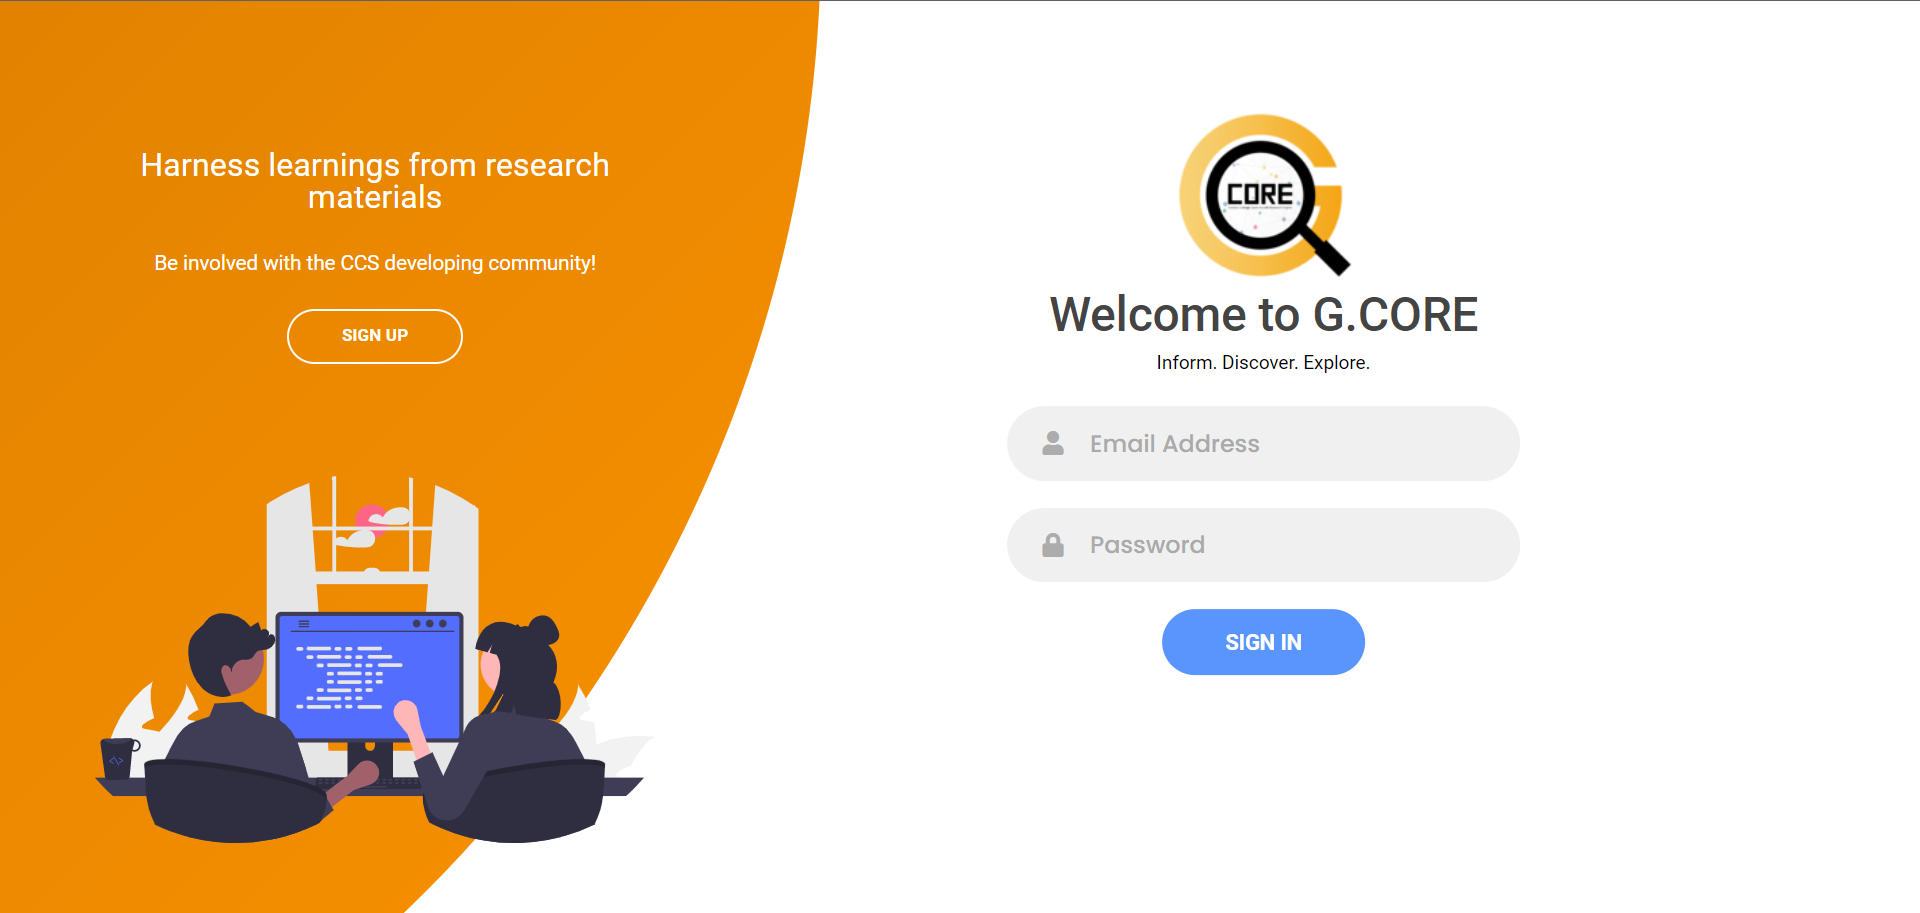 Harness learnings from research
materials
Be involved with the CCS developing community!
SIGN UP
CORE
Welcome to G.CORE
Inform. Discover. Explore.
Email Address
Password
SIGN IN